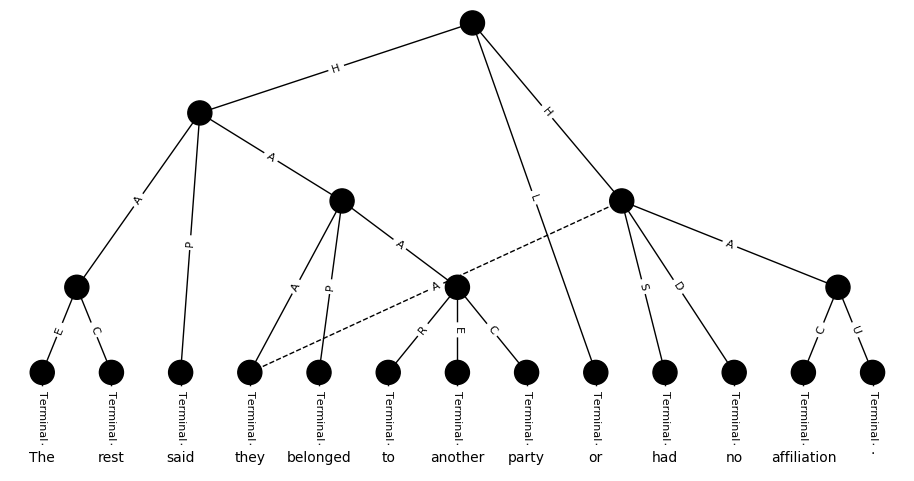 H
A
A
H
L
P
A
A
A
P
A
E
C
R
E
C
S
D
C
U
Terminal Terminal Terminal Terminal Terminal Terminal Terminal Terminal Terminal Terminal Terminal Terminal Terminal
The rest said they belonged to another party or had no affiliation .